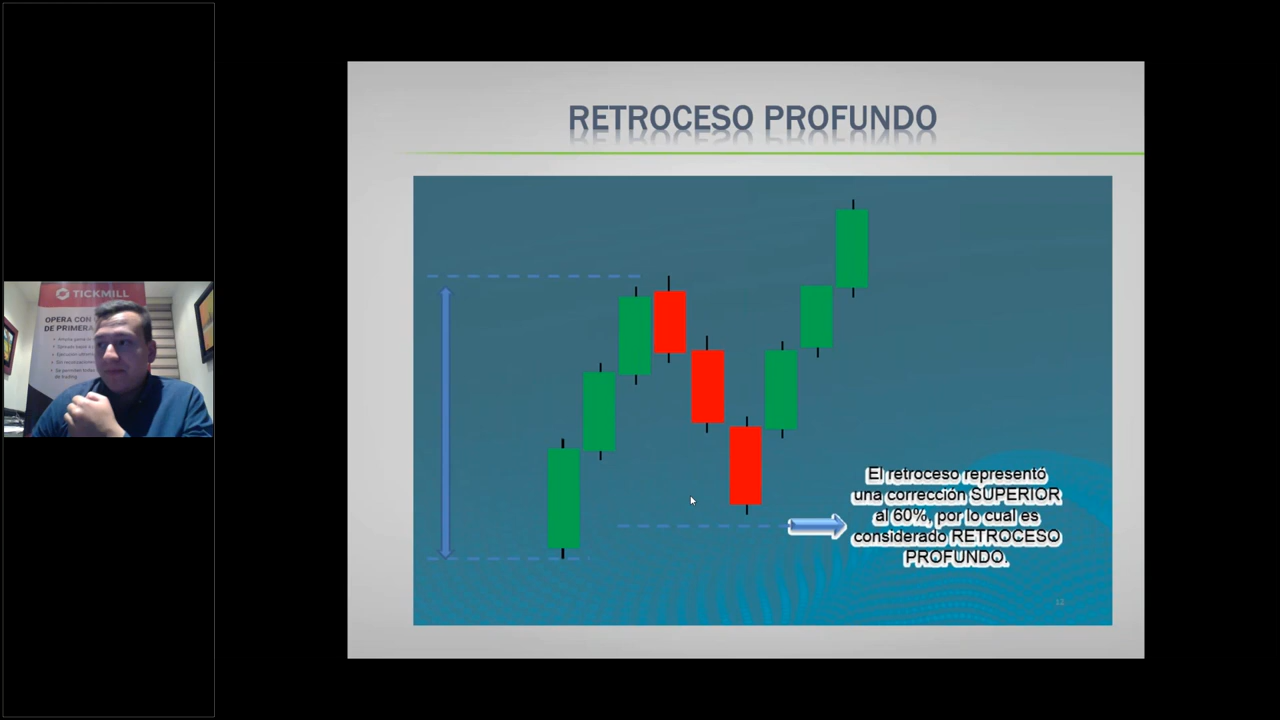 RETROCESO PROFUNDO
TICKMILL
OPERA CON
DE PRIMERA
El retroceso representó
una corrección SUPERIOR
al 60%, por lo cual es
considerado RETROCESO
PROFUNDO.
12